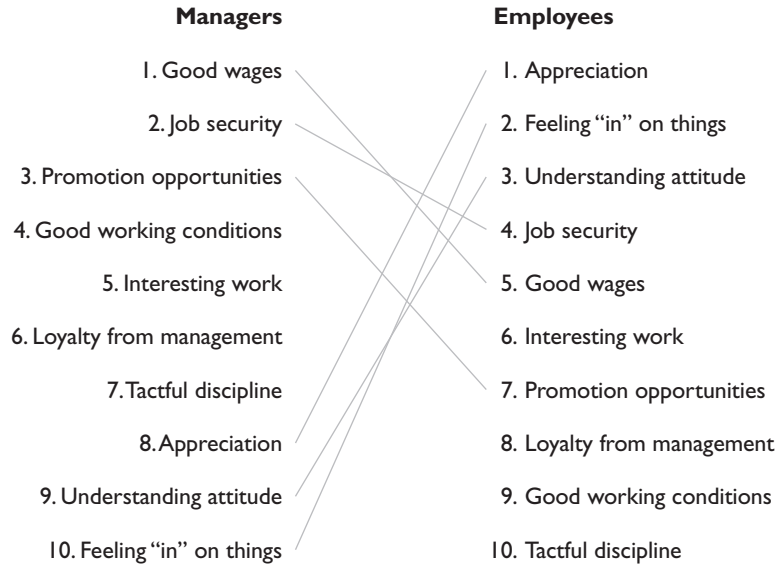 Managers
1. Good wages
2. Job security
3. Promotion opportunities
4. Good working conditions
5. Interesting work
6. Loyalty from management
7. Tactful discipline
8. Appreciation
9. Understanding attitude
10. Feeling “in” on things
Employees
1. Appreciation
2. Feeling “in” on things
3. Understanding attitude
4. Job security
5. Good wages
6. Interesting work
7. Promotion opportunities
8. Loyalty from management
9. Good working conditions
10. Tactful discipline